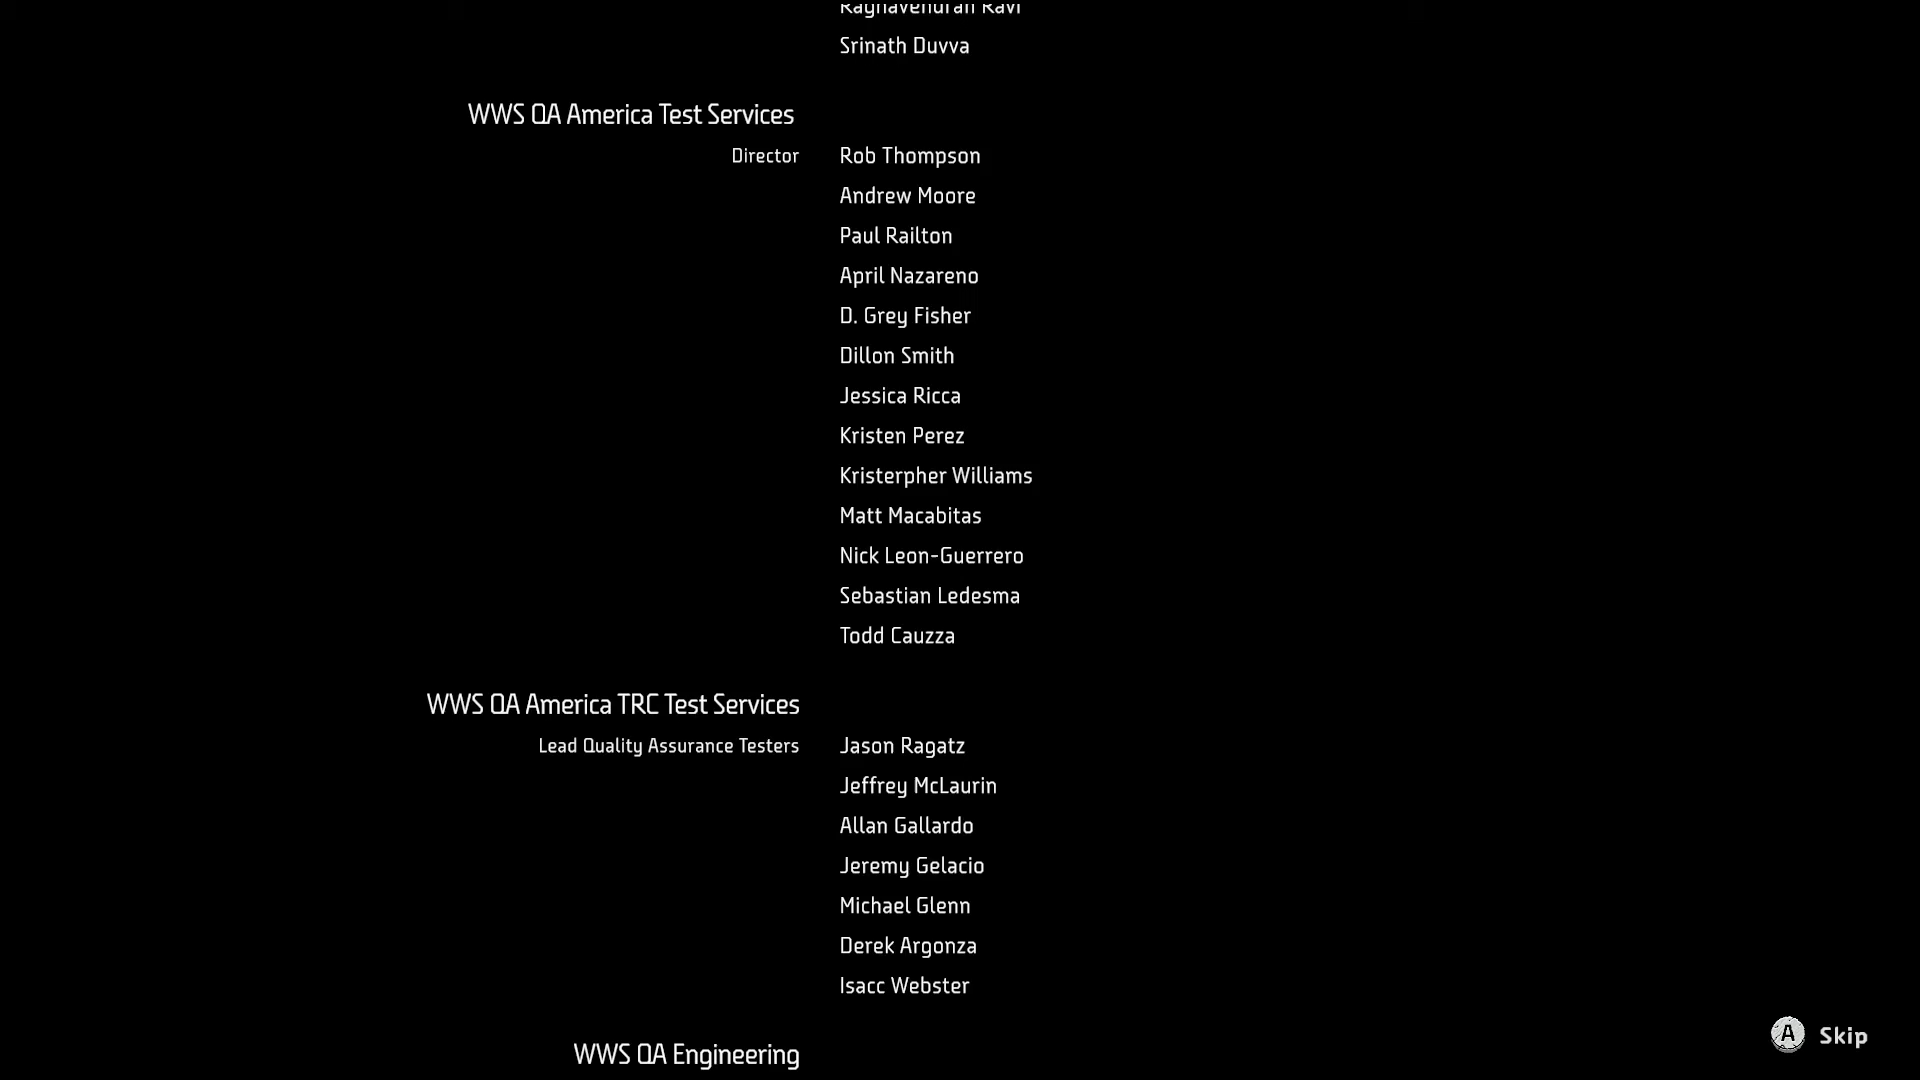 Raghavendran Ravi
Srinath Duvva
WWS QA America Test Services
Director Rob Thompson
Andrew Moore
Paul Railton
April Nazareno
D. Grey Fisher
Dillon Smith
Jessica Ricca
Kristen Perez
Kristerpher Williams
Matt Macabitas
Nick Leon-Guerrero
Sebastian Ledesma
Todd Cauzza
WWS QA America TRC Test Services
Lead Quality Assurance Testers Jason Ragatz
Jeffrey McLaurin
Allan Gallardo
Jeremy Gelacio
Michael Glenn
Derek Argonza
Isacc Webster
WWS QA Engineering
A Skip